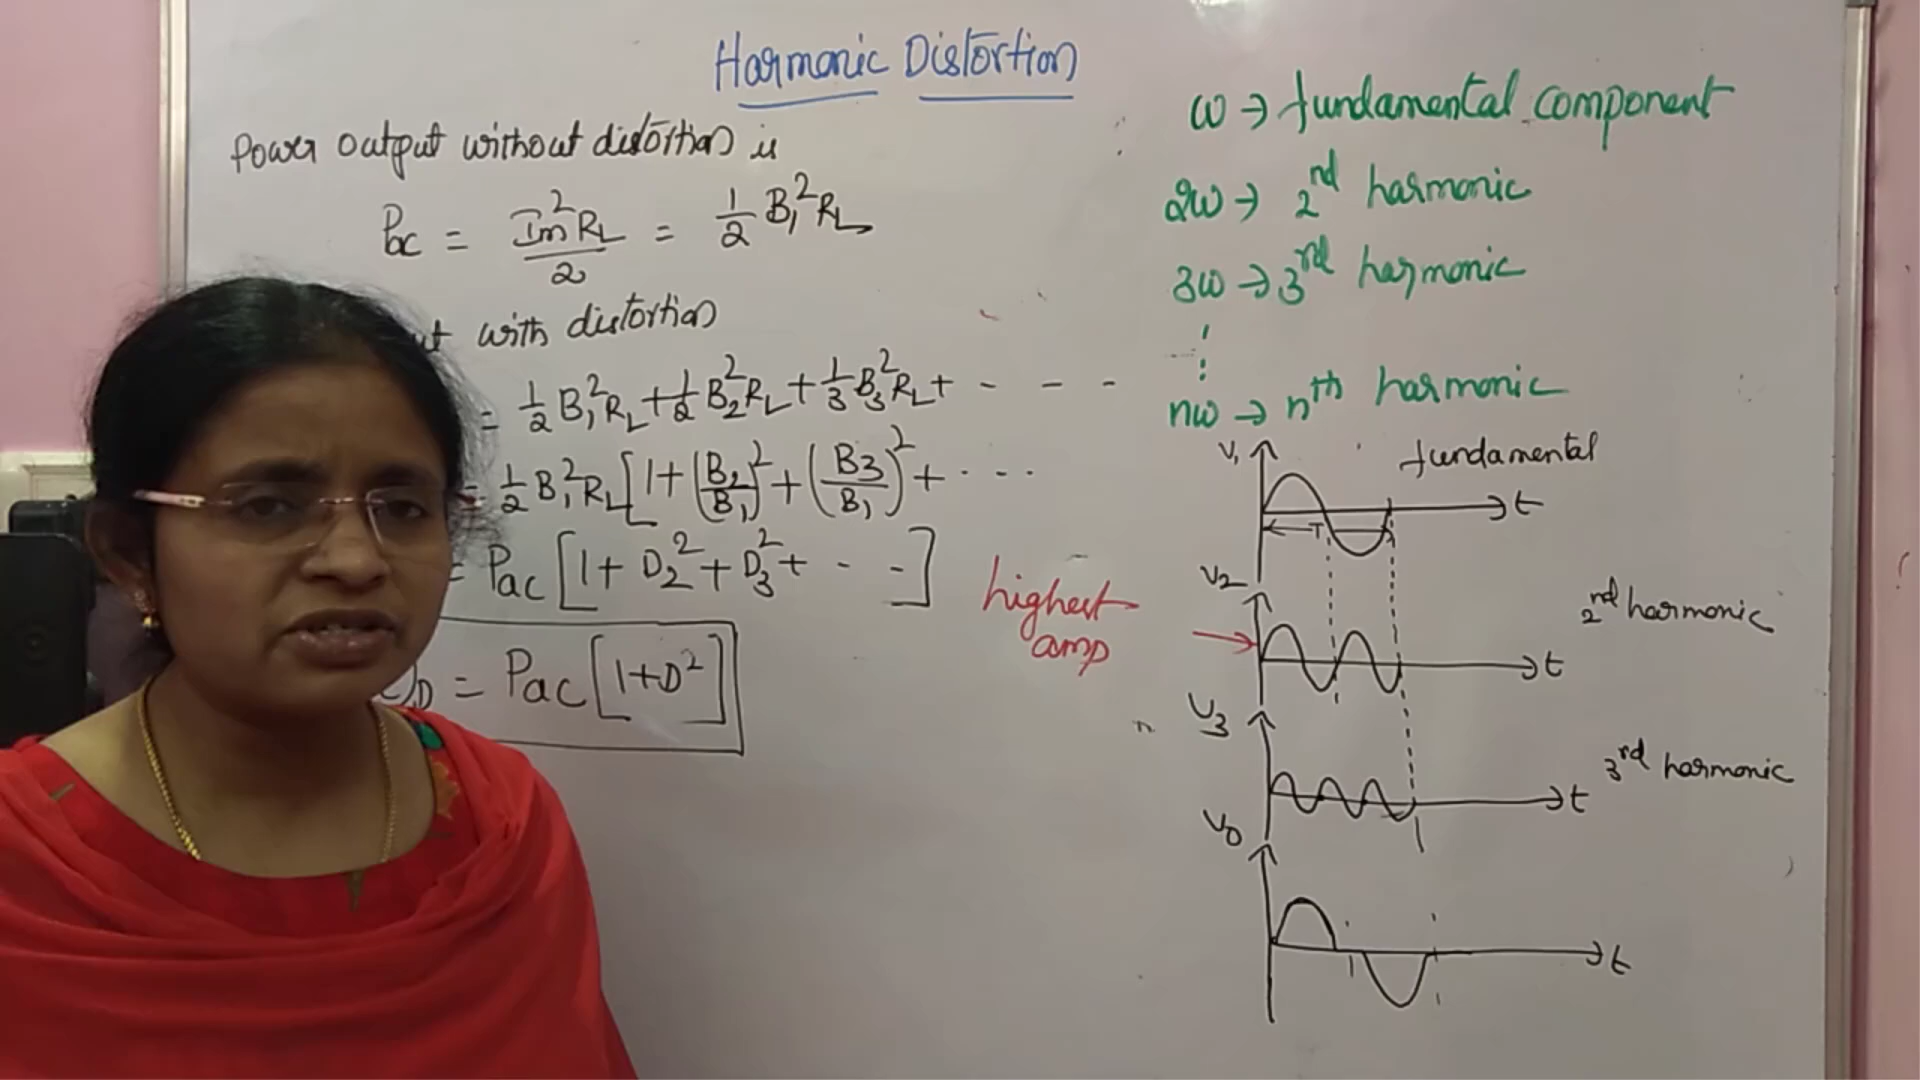 Harmonic Distortion
Power output without distortion is
Pac = Im²RL/2 = 1/2 B₁²RL
with distortion
= 1/2 B₁²RL + 1/2 B₂²RL + 1/3 B₃²RL + - - -
= 1/2 B₁²RL [1 + (B₂/B₁)² + (B3/B₁)² + ...
= Pac [1 + D₂² + D₃² + - -]
D = Pac [1+D²]
ω → fundamental component
2ω → 2nd harmonic
3ω → 3rd harmonic
⋮
nω → nth harmonic
V₁
fundamental
t
T
V₂
2nd harmonic
highest
amp
t
V₃
3rd harmonic
t
V₀
t